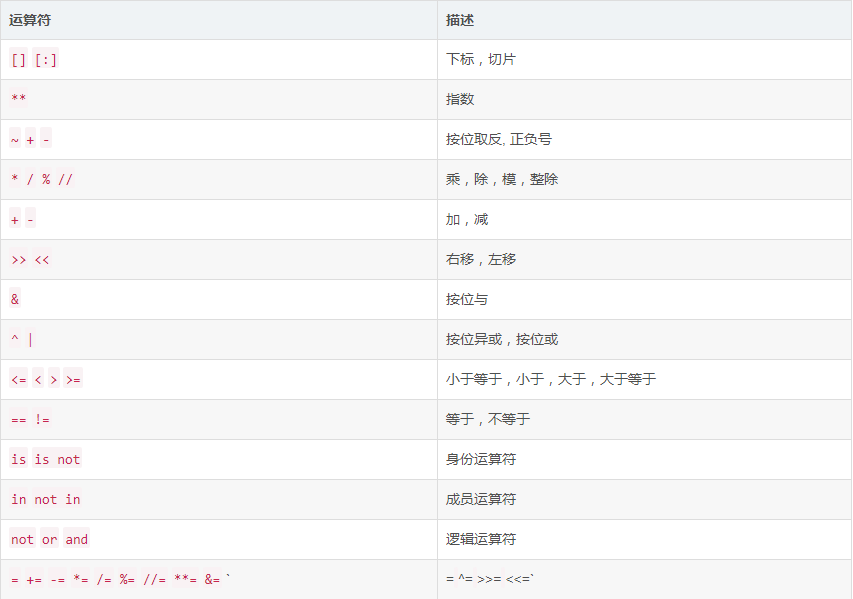 运算符 描述
[] [:] 下标，切片
** 指数
~ + - 按位取反, 正负号
* / % // 乘，除，模，整除
+ - 加，减
>> << 右移，左移
& 按位与
^ | 按位异或，按位或
<= < > >= 小于等于，小于，大于，大于等于
== != 等于，不等于
is is not 身份运算符
in not in 成员运算符
not or and 逻辑运算符
= += -= *= /= %= //= **= &= ` = ^= >>= <<=`